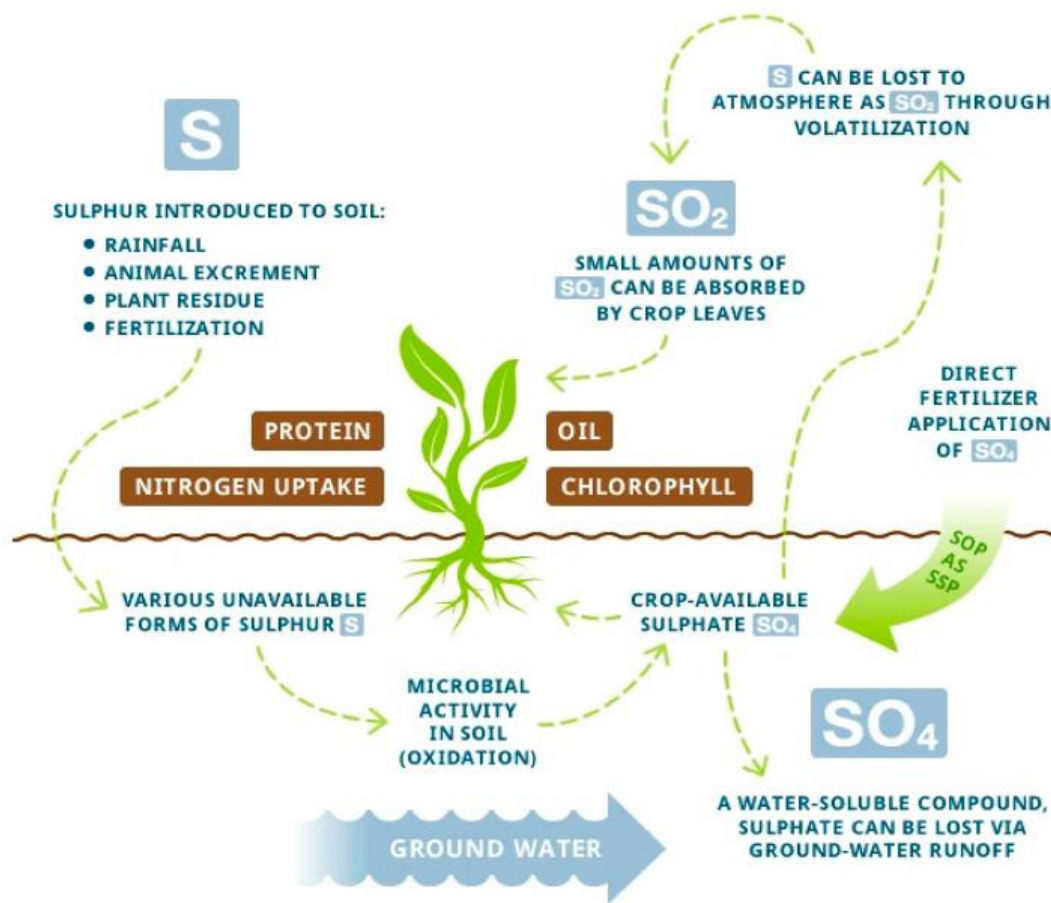 S
SULPHUR INTRODUCED TO SOIL:
• RAINFALL
• ANIMAL EXCREMENT
• PLANT RESIDUE
• FERTILIZATION
S CAN BE LOST TO
ATMOSPHERE AS SO₂ THROUGH
VOLATILIZATION
SO₂
SMALL AMOUNTS OF
SO₂ CAN BE ABSORBED
BY CROP LEAVES
DIRECT
FERTILIZER
APPLICATION
OF SO₄
PROTEIN
OIL
NITROGEN UPTAKE
CHLOROPHYLL
SOP
AS
SSP
VARIOUS UNAVAILABLE
FORMS OF SULPHUR S
CROP-AVAILABLE
SULPHATE SO₄
MICROBIAL
ACTIVITY
IN SOIL
(OXIDATION)
SO₄
A WATER-SOLUBLE COMPOUND,
SULPHATE CAN BE LOST VIA
GROUND-WATER RUNOFF
GROUND WATER